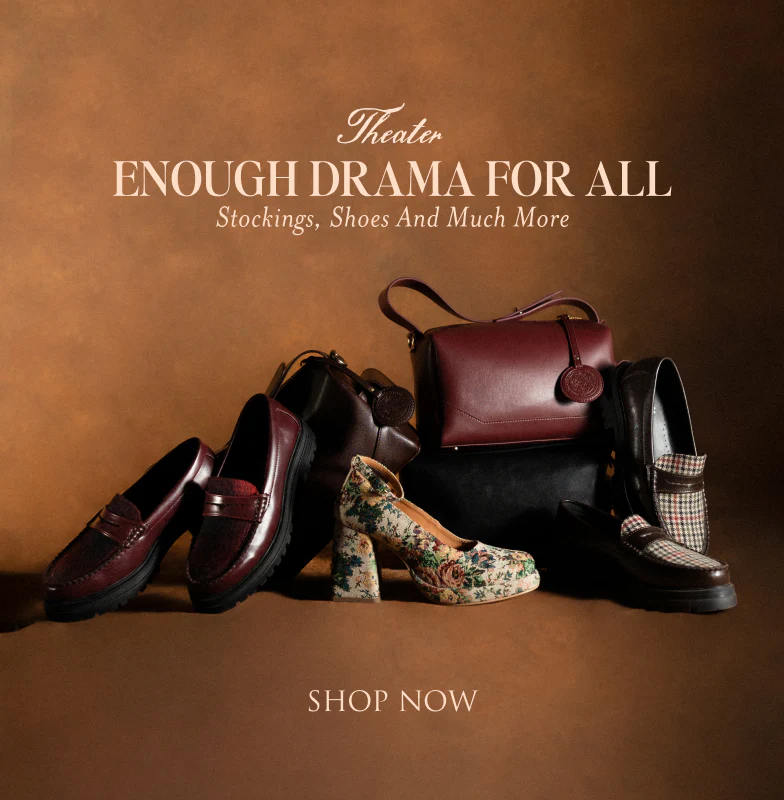 Theater
ENOUGH DRAMA FOR ALL
Stockings, Shoes And Much More
SHOP NOW